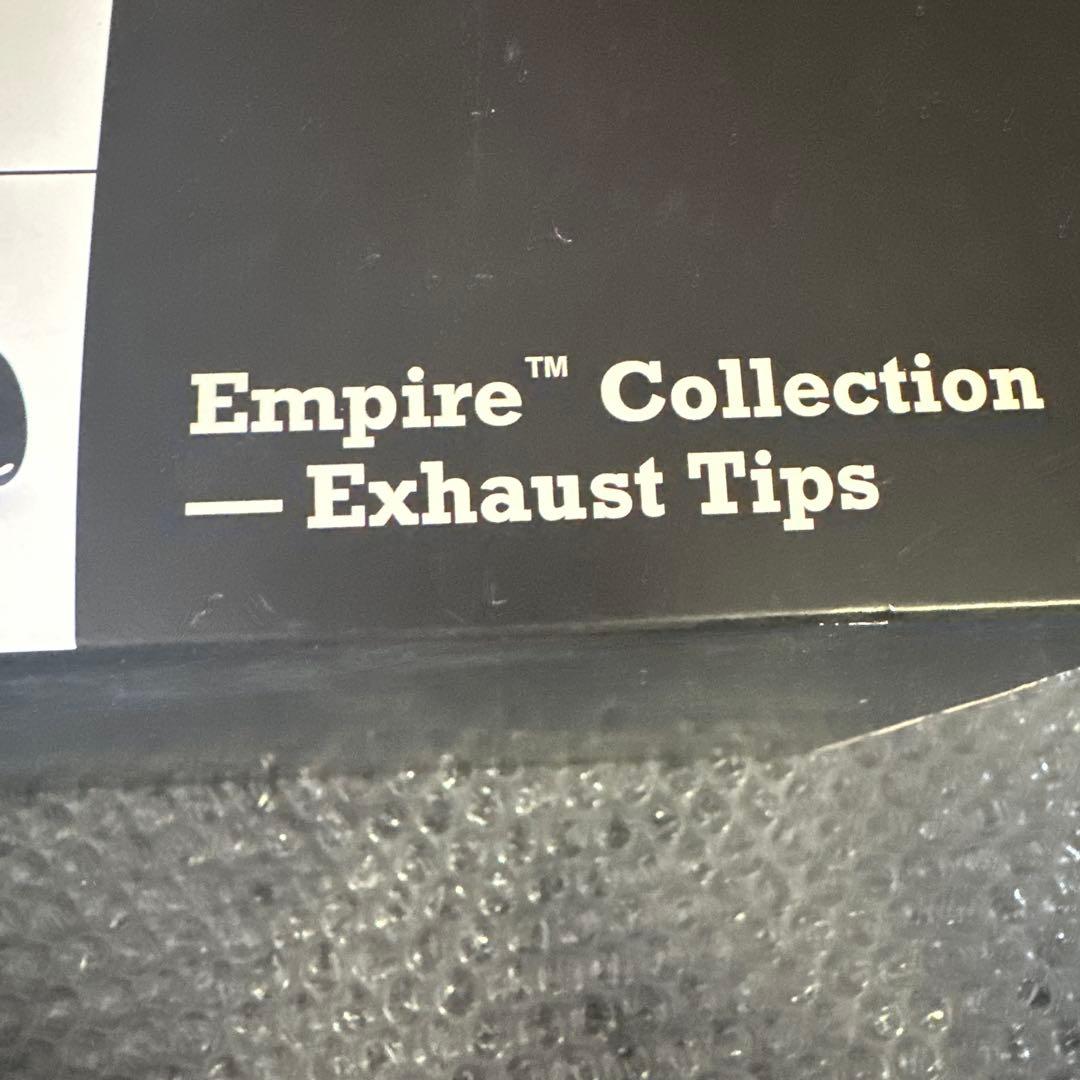 Empire™ Collection
— Exhaust Tips